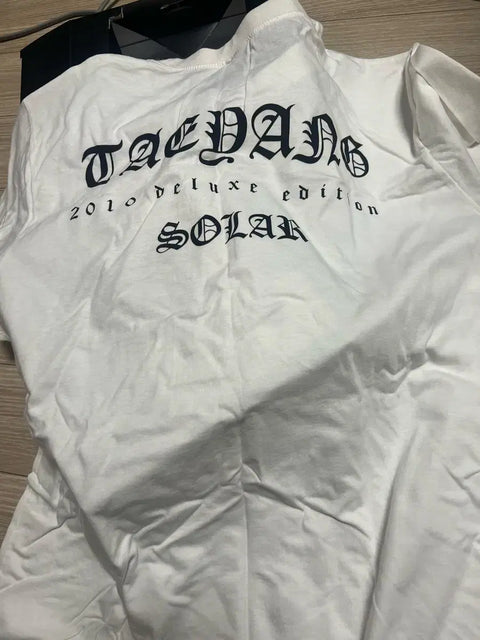 TAEYANG
2010 deluxe edition
SOLAR